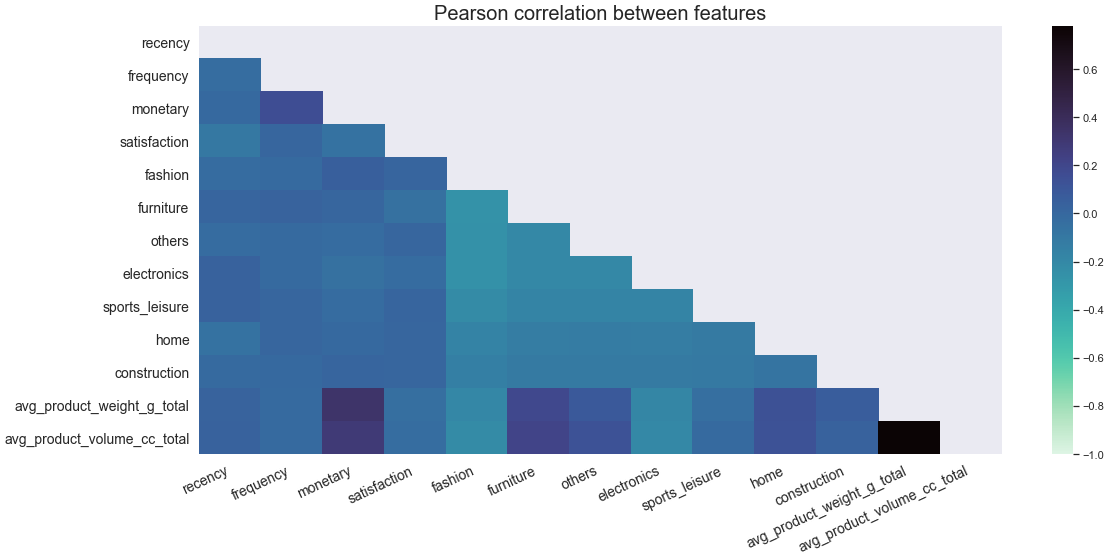 Pearson correlation between features
recency
frequency
monetary
satisfaction
fashion
furniture
others
electronics
sports_leisure
home
construction
avg_product_weight_g_total
avg_product_volume_cc_total
recency
frequency
monetary
satisfaction
fashion
furniture
others
electronics
sports_leisure
home
construction
avg_product_weight_g_total
avg_product_volume_cc_total
0.6
0.4
0.2
0.0
−0.2
−0.4
−0.6
−0.8
−1.0